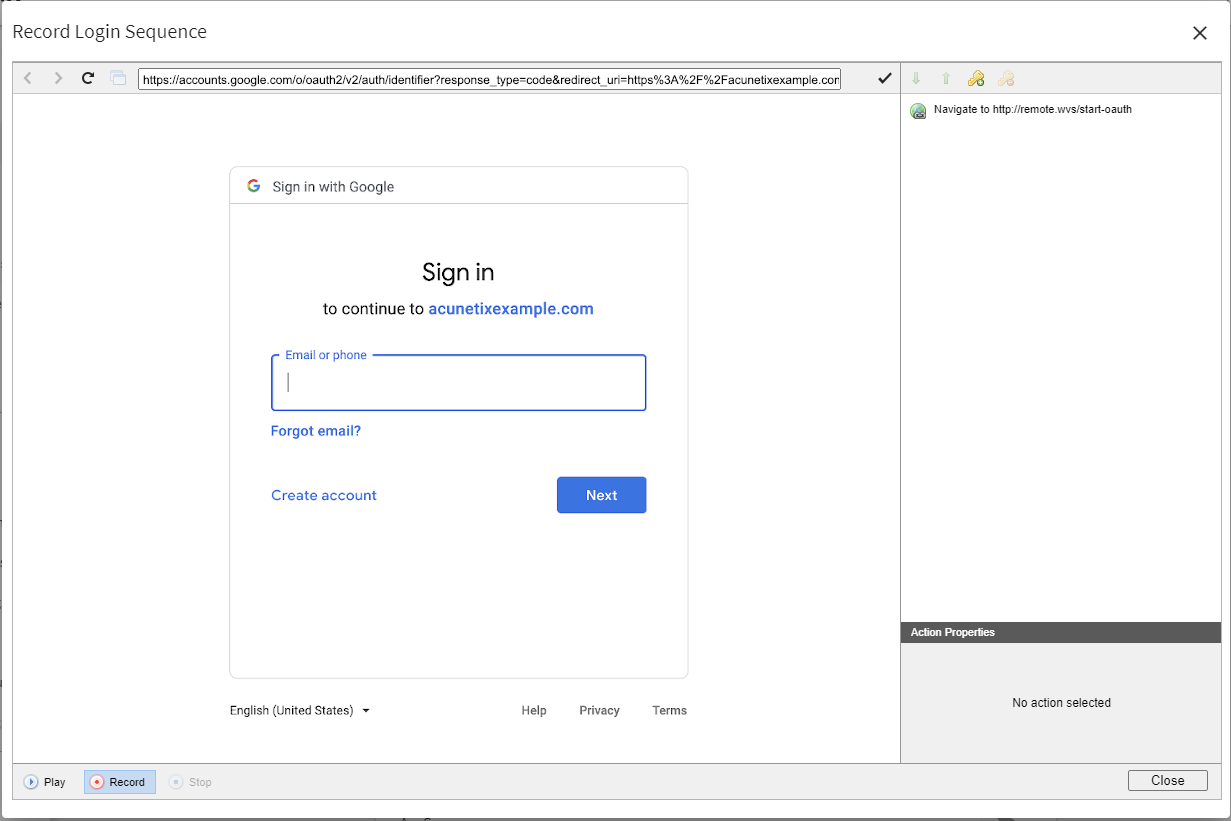 Record Login Sequence
https://accounts.google.com/o/oauth2/v2/auth/identifier?response_type=code&redirect_uri=https%3A%2F%2Facunetixexample.cor
Navigate to http://remote.wvs/start-oauth
Sign in with Google
Sign in
to continue to acunetixexample.com
Email or phone
Forgot email?
Create account
Next
English (United States)
Help
Privacy
Terms
Action Properties
No action selected
Play
Record
Stop
Close